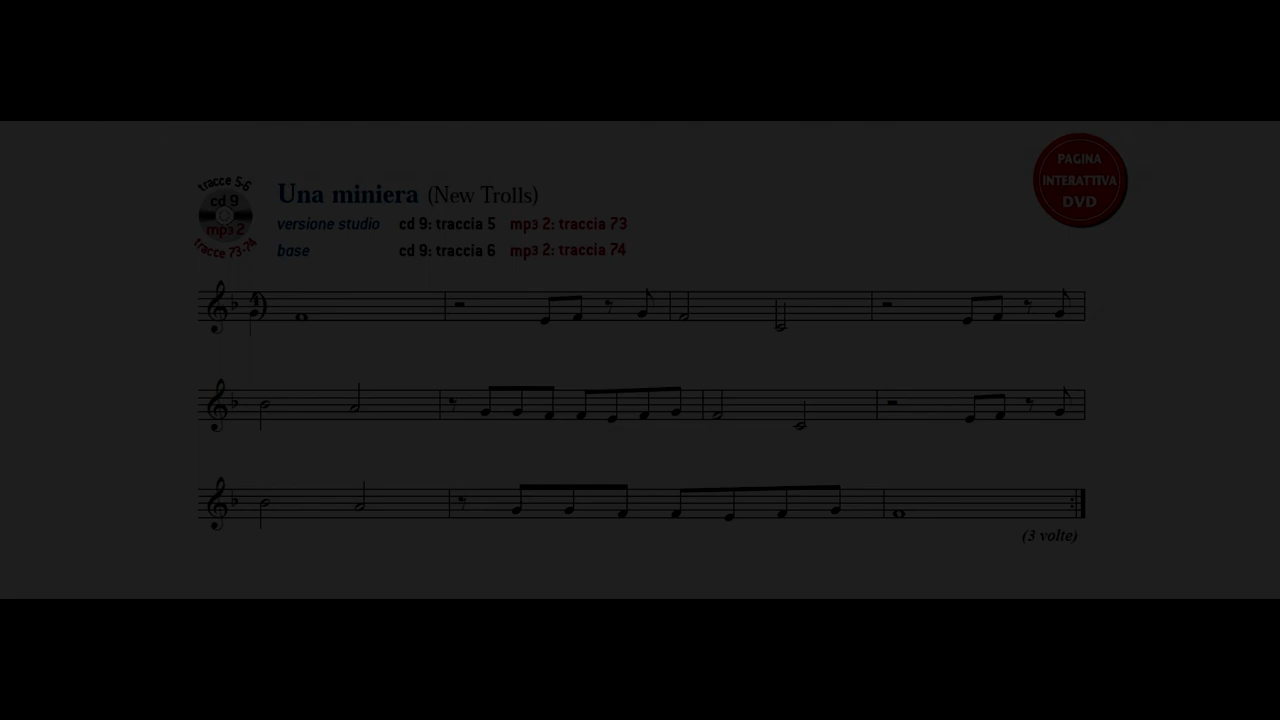 tracce 5-6
cd 9
mp3 2
tracce 73-74
Una miniera (New Trolls)
versione studio cd 9: traccia 5 mp3 2: traccia 73
base cd 9: traccia 6 mp3 2: traccia 74
PAGINA
INTERATTIVA
DVD
(3 volte)